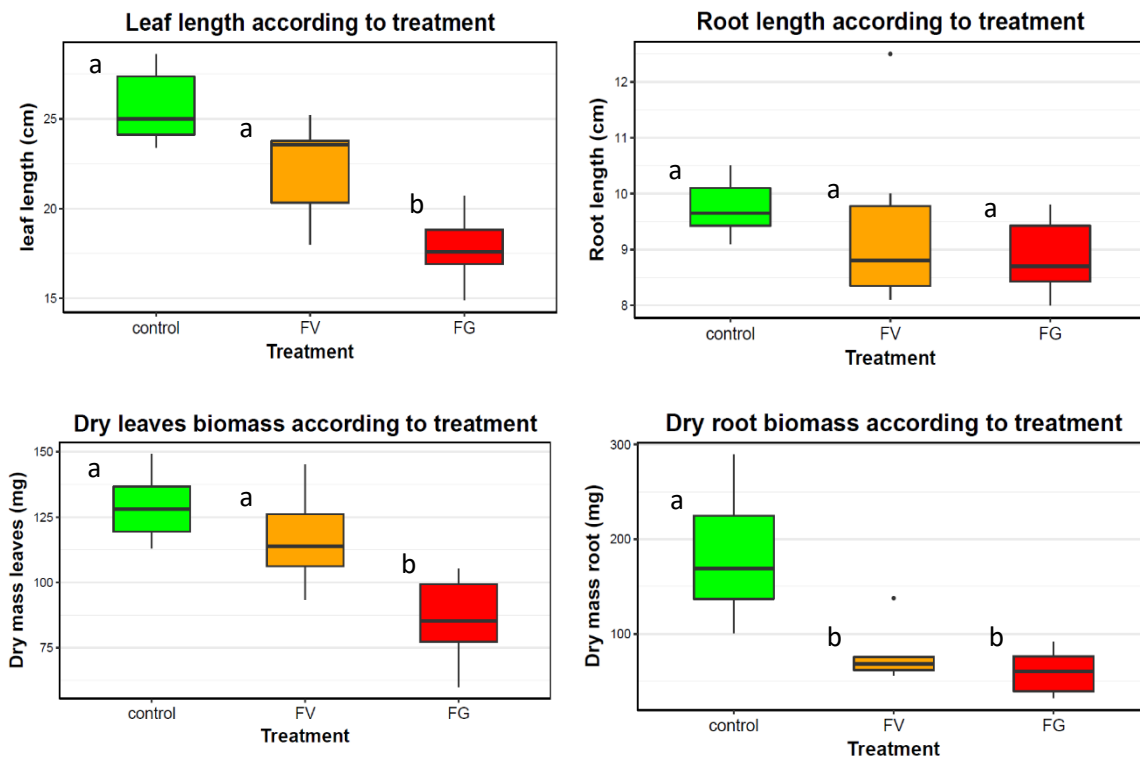 Leaf length according to treatment
leaf length (cm)
25
20
15
a
a
b
control FV FG
Treatment
Root length according to treatment
Root length (cm)
12
11
10
9
8
a
a
a
control FV FG
Treatment
Dry leaves biomass according to treatment
Dry mass leaves (mg)
150
125
100
75
a
a
b
control FV FG
Treatment
Dry root biomass according to treatment
Dry mass root (mg)
300
200
100
a
b
b
control FV FG
Treatment